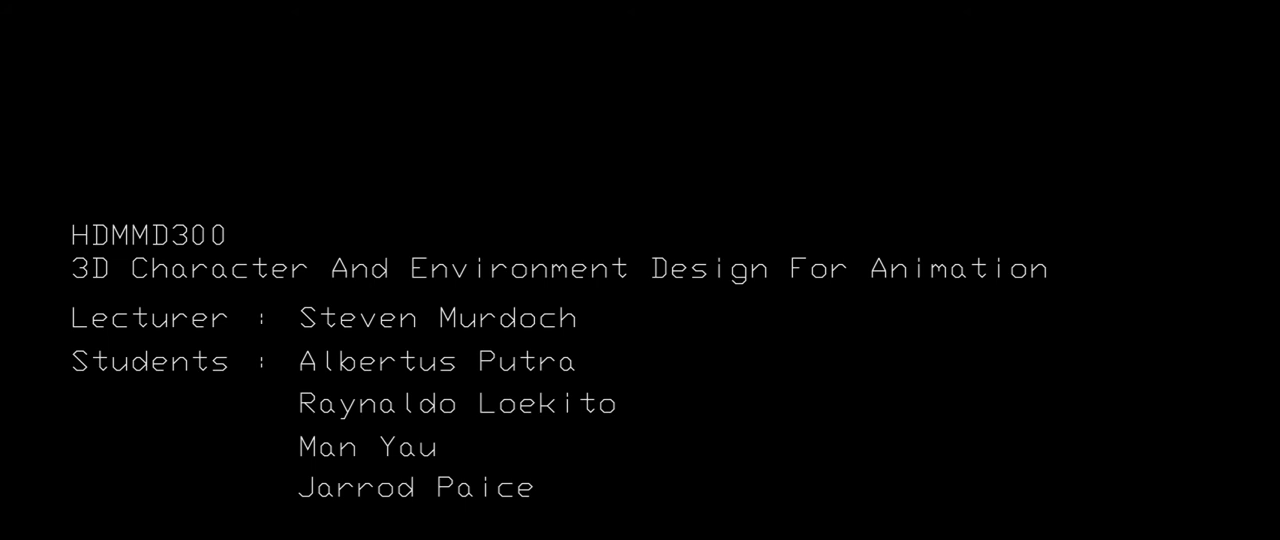 HDMMD300
3D Character And Environment Design For Animation
Lecturer : Steven Murdoch
Students : Albertus Putra
Raynaldo Loekito
Man Yau
Jarrod Paice